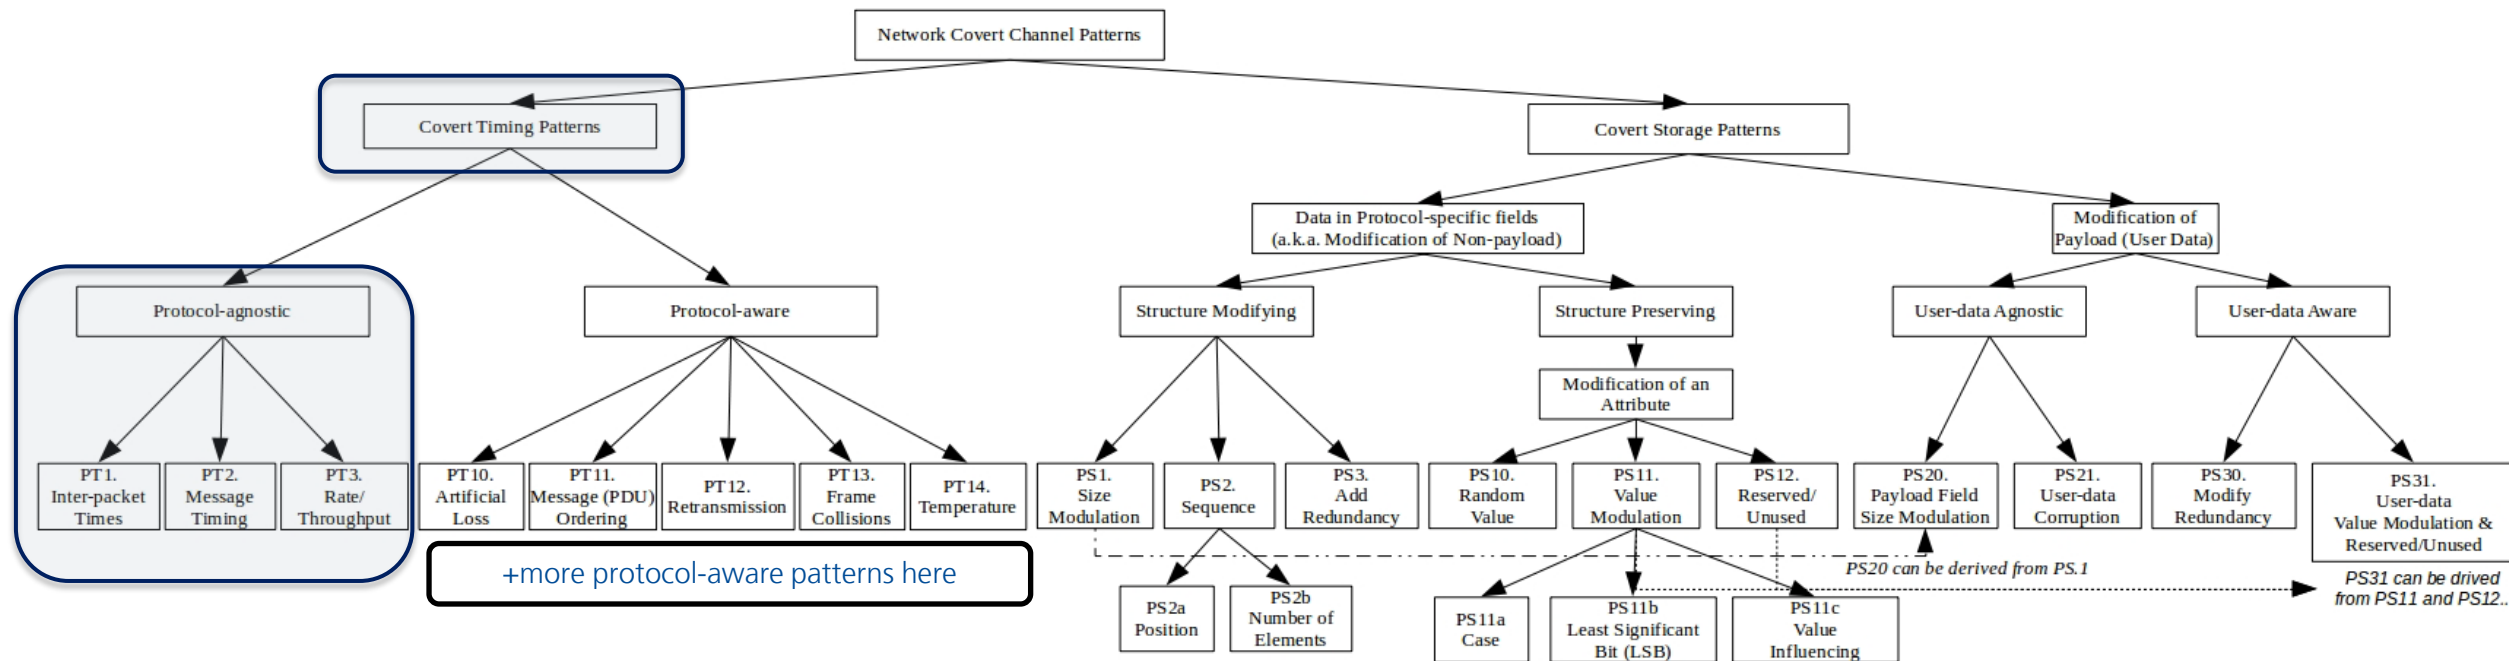 Network Covert Channel Patterns
Covert Timing Patterns
Covert Storage Patterns
Data in Protocol-specific fields
(a.k.a. Modification of Non-payload)
Modification of
Payload (User Data)
Protocol-agnostic
Protocol-aware
Structure Modifying
Structure Preserving
User-data Agnostic
User-data Aware
Modification of an
Attribute
PT1.
Inter-packet
Times
PT2.
Message
Timing
PT3.
Rate/
Throughput
PT10.
Artificial
Loss
PT11.
Message (PDU)
Ordering
PT12.
Retransmission
PT13.
Frame
Collisions
PT14.
Temperature
PS1.
Size
Modulation
PS2.
Sequence
PS3.
Add
Redundancy
PS10.
Random
Value
PS11.
Value
Modulation
PS12.
Reserved/
Unused
PS20.
Payload Field
Size Modulation
PS21.
User-data
Corruption
PS30.
Modify
Redundancy
PS31.
User-data
Value Modulation &
Reserved/Unused
+more protocol-aware patterns here
PS20 can be derived from PS.1
PS31 can be drived
from PS11 and PS12..
PS2a
Position
PS2b
Number of
Elements
PS11a
Case
PS11b
Least Significant
Bit (LSB)
PS11c
Value
Influencing